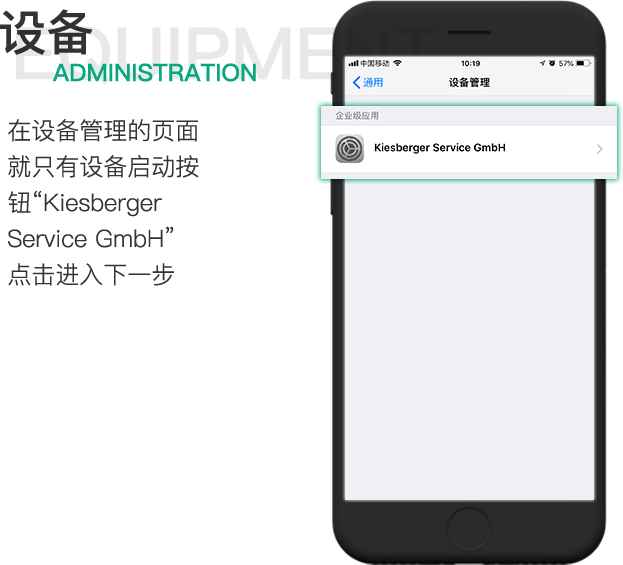 设备
EQUIPMENT
ADMINISTRATION
在设备管理的页面
就只有设备启动按
钮“Kiesberger
Service GmbH”
点击进入下一步
中国移动
10:19
57%
通用
设备管理
企业级应用
Kiesberger Service GmbH